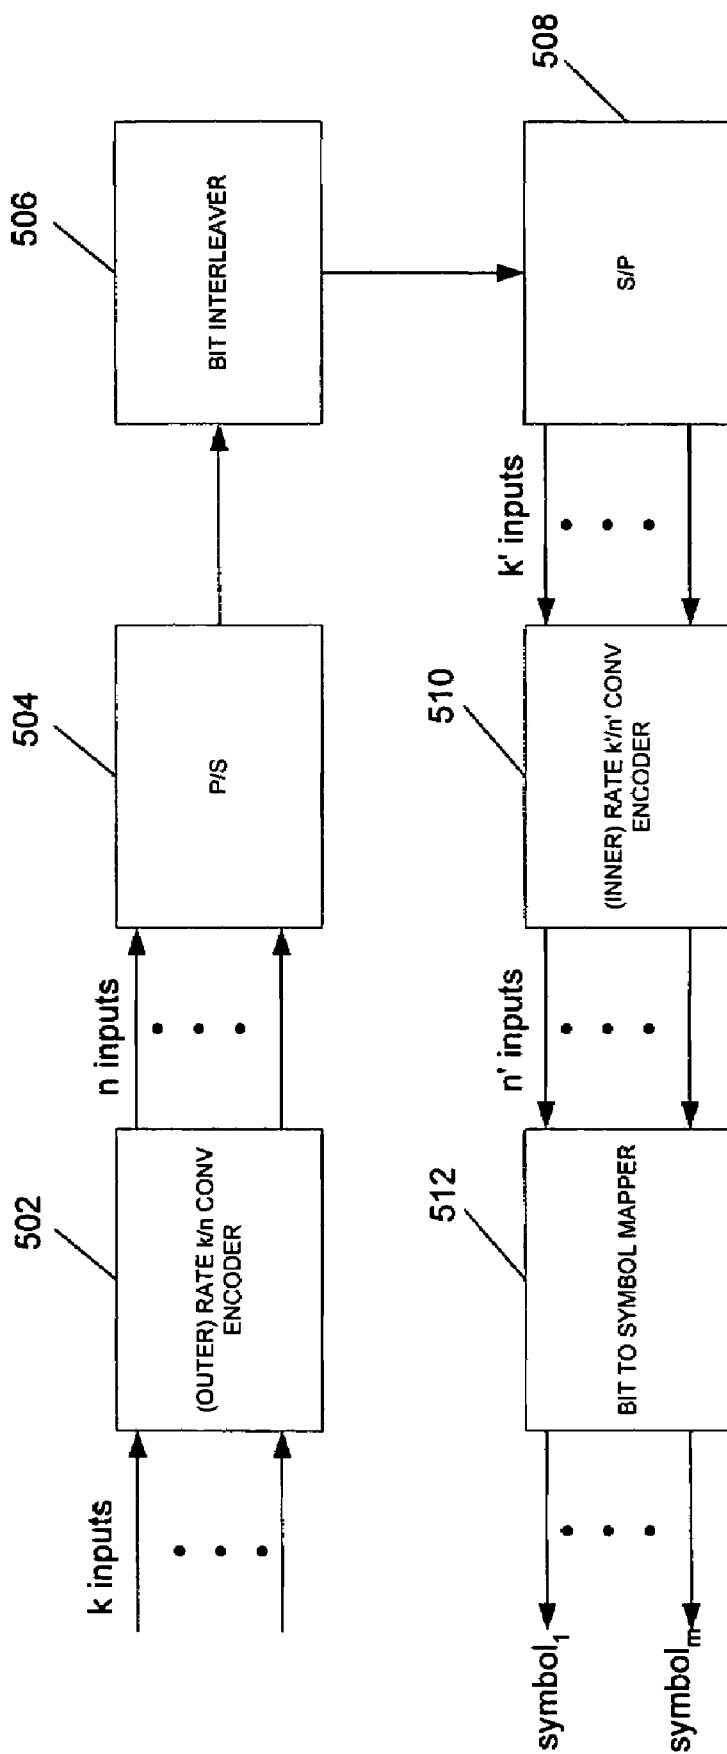 k inputs
502
(OUTER) RATE k/n CONV
ENCODER
n inputs
504
P/S
506
BIT INTERLEAVER
508
S/P
k' inputs
510
(INNER) RATE k'/n' CONV
ENCODER
n' inputs
512
BIT TO SYMBOL MAPPER
symbol₁
symbolₘ